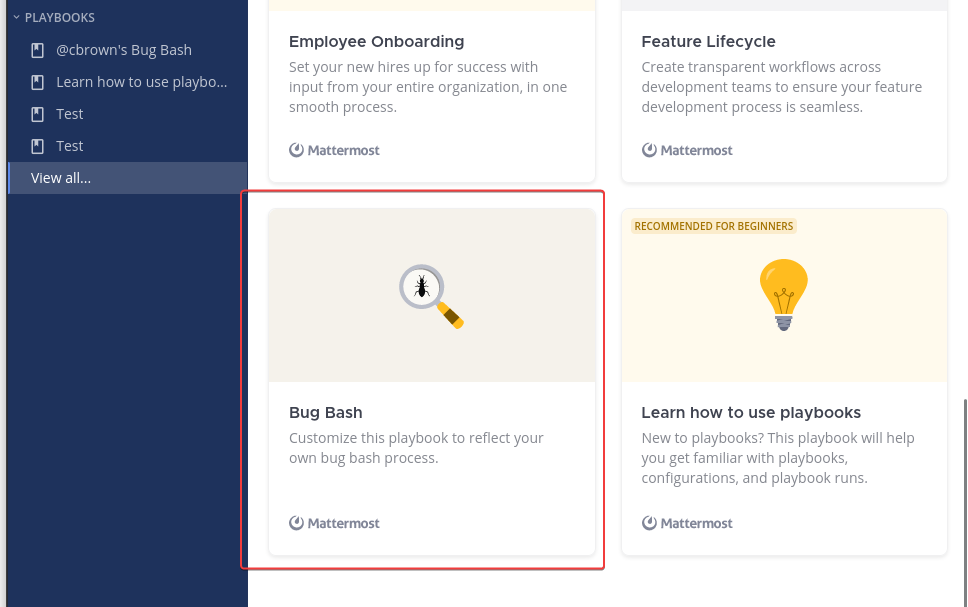 PLAYBOOKS
@cbrown's Bug Bash
Learn how to use playbo...
Test
Test
View all...
Employee Onboarding
Set your new hires up for success with
input from your entire organization, in one
smooth process.
Mattermost
Feature Lifecycle
Create transparent workflows across
development teams to ensure your feature
development process is seamless.
Mattermost
Bug Bash
Customize this playbook to reflect your
own bug bash process.
Mattermost
RECOMMENDED FOR BEGINNERS
Learn how to use playbooks
New to playbooks? This playbook will help
you get familiar with playbooks,
configurations, and playbook runs.
Mattermost